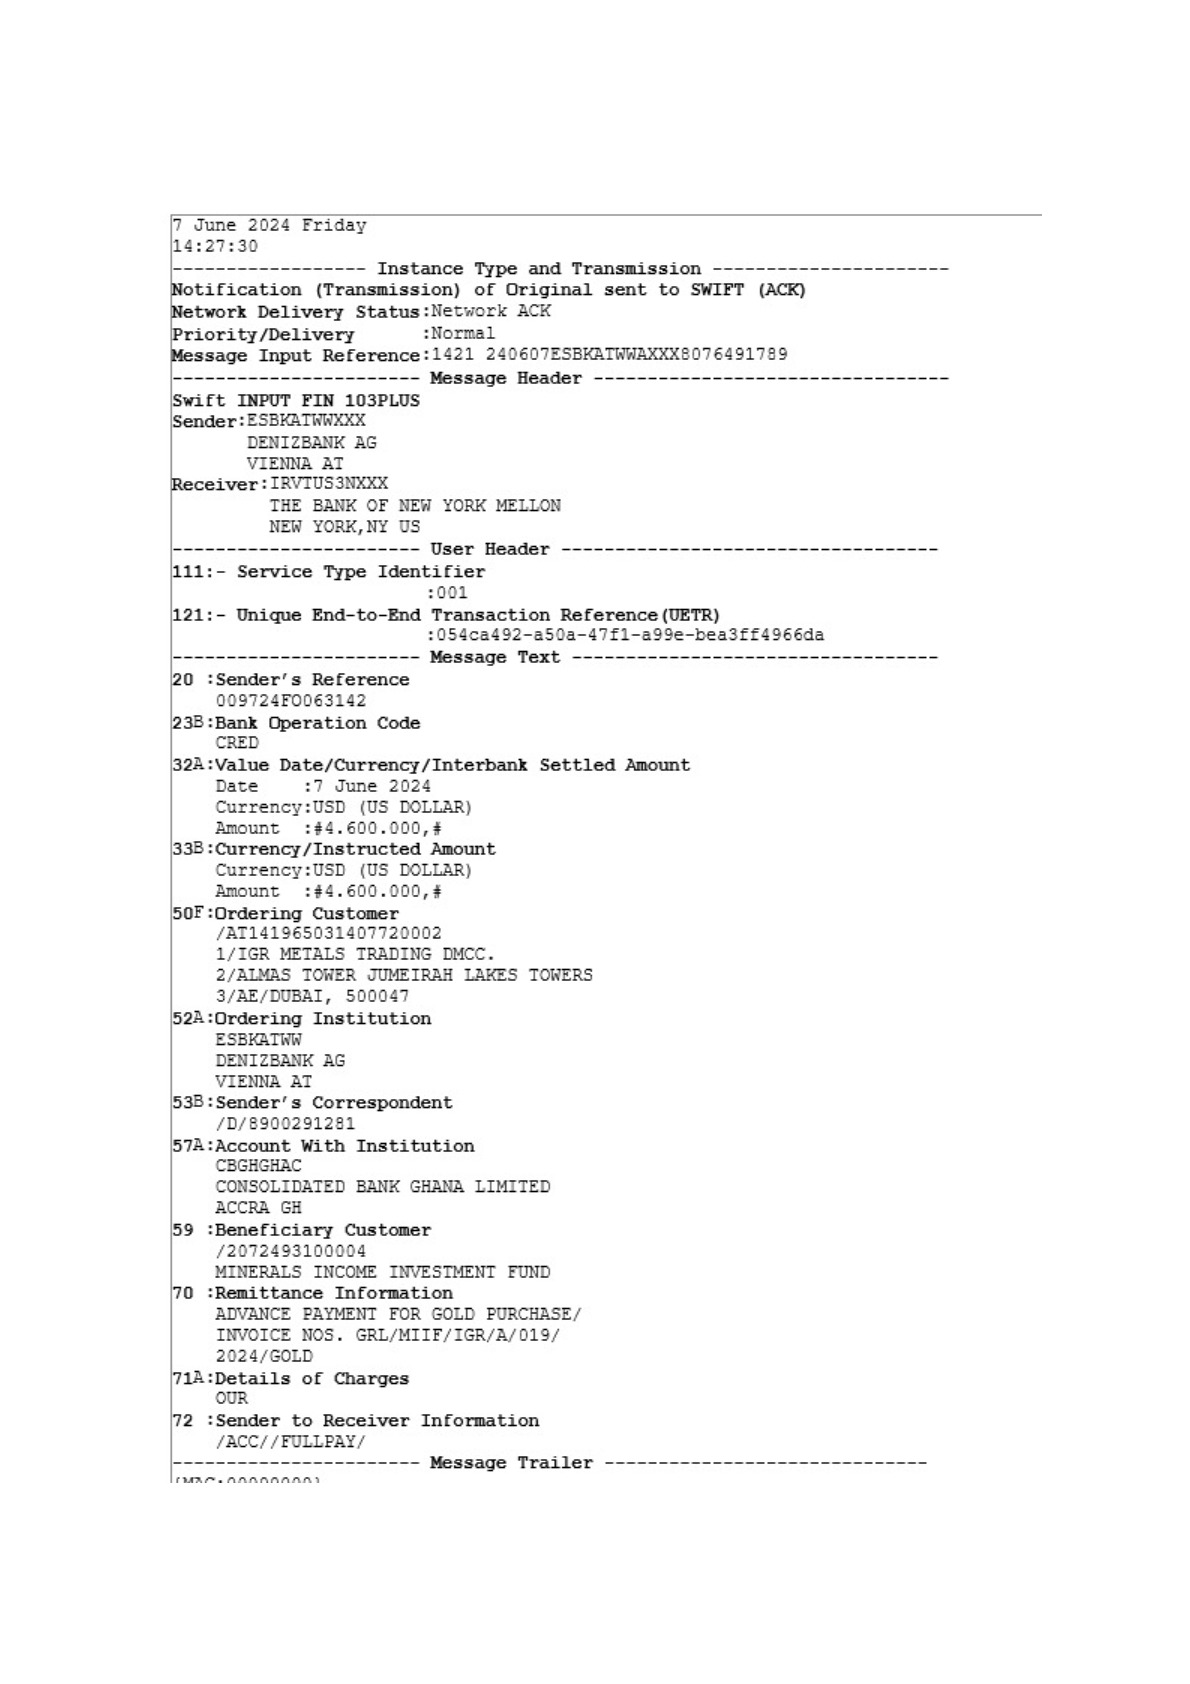 7 June 2024 Friday
14:27:30
------------------ Instance Type and Transmission ----------------------
Notification (Transmission) of Original sent to SWIFT (ACK)
Network Delivery Status:Network ACK
Priority/Delivery      :Normal
Message Input Reference:1421 240607ESBKATWWAXXX8076491789
----------------------- Message Header ---------------------------------
Swift INPUT FIN 103PLUS
Sender:ESBKATWWXXX
DENIZBANK AG
VIENNA AT
Receiver:IRVTUS3NXXX
THE BANK OF NEW YORK MELLON
NEW YORK,NY US
----------------------- User Header -----------------------------------
111:- Service Type Identifier
:001
121:- Unique End-to-End Transaction Reference(UETR)
:054ca492-a50a-47f1-a99e-bea3ff4966da
----------------------- Message Text ----------------------------------
20 :Sender's Reference
009724FO063142
23B:Bank Operation Code
CRED
32A:Value Date/Currency/Interbank Settled Amount
Date    :7 June 2024
Currency:USD (US DOLLAR)
Amount  :#4.600.000,#
33B:Currency/Instructed Amount
Currency:USD (US DOLLAR)
Amount  :#4.600.000,#
50F:Ordering Customer
/AT141965031407720002
1/IGR METALS TRADING DMCC.
2/ALMAS TOWER JUMEIRAH LAKES TOWERS
3/AE/DUBAI, 500047
52A:Ordering Institution
ESBKATWW
DENIZBANK AG
VIENNA AT
53B:Sender's Correspondent
/D/8900291281
57A:Account With Institution
CBGHGHAC
CONSOLIDATED BANK GHANA LIMITED
ACCRA GH
59 :Beneficiary Customer
/2072493100004
MINERALS INCOME INVESTMENT FUND
70 :Remittance Information
ADVANCE PAYMENT FOR GOLD PURCHASE/
INVOICE NOS. GRL/MIIF/IGR/A/019/
2024/GOLD
71A:Details of Charges
OUR
72 :Sender to Receiver Information
/ACC//FULLPAY/
----------------------- Message Trailer ------------------------------
{MAC:00000000}